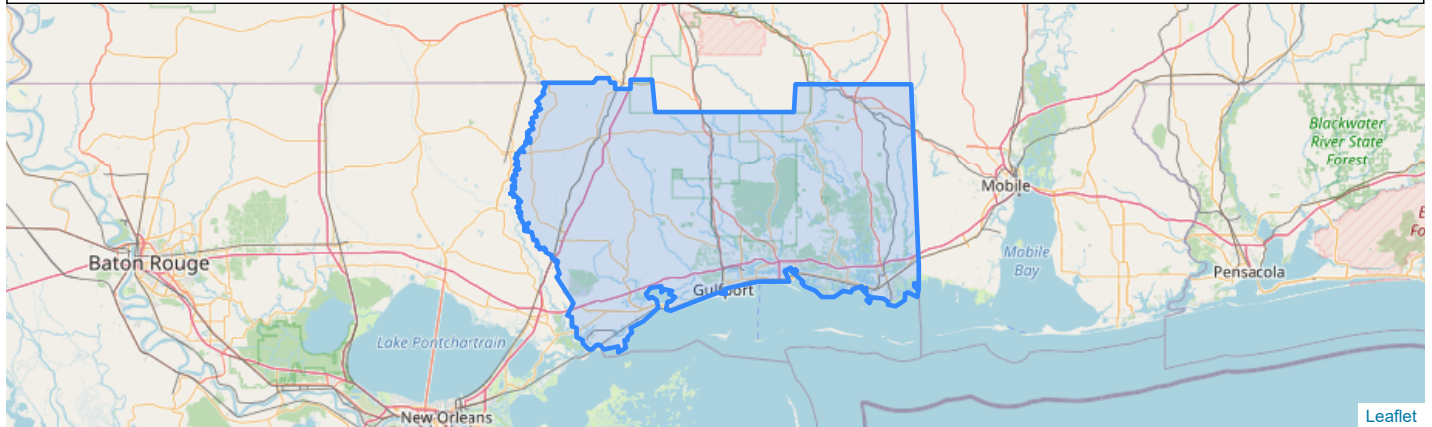 Blackwater
River State
Forest
Mobile
Mobile
Bay
Baton Rouge
Pensacola
Gulfport
Lake Pontchartrain
New Orleans
Leaflet